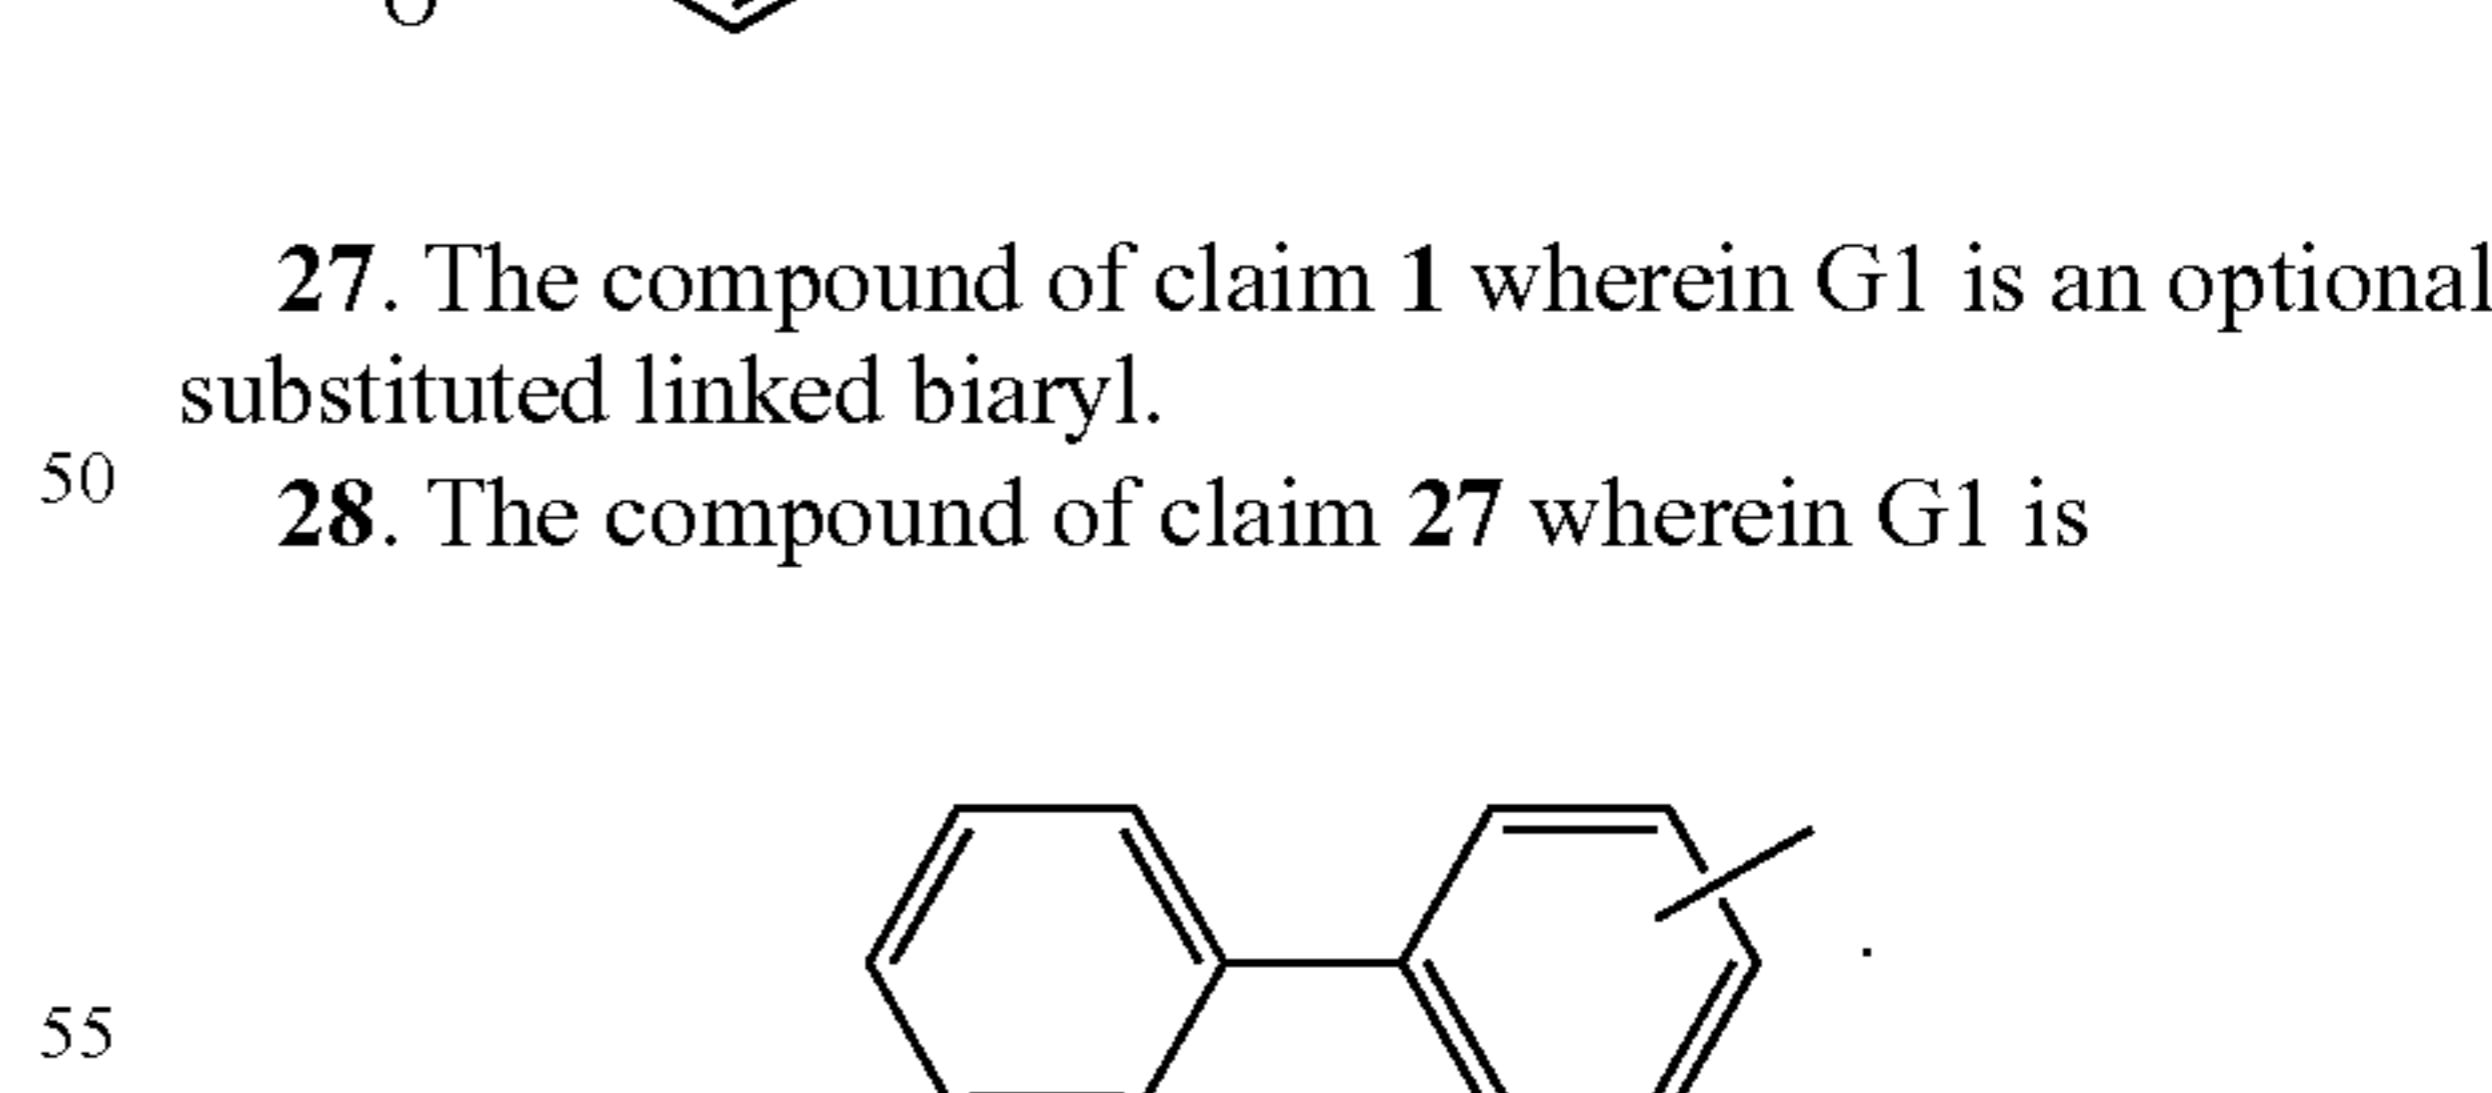 O
27. The compound of claim 1 wherein G1 is an optional
substituted linked biaryl.
50
28. The compound of claim 27 wherein G1 is
.
55